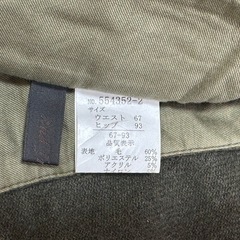 NO. 554352-2
サイズ
ウエスト 67
ヒップ 93
67-93
品質表示
表地 毛 60%
ポリエステル 25%
アクリル 5%